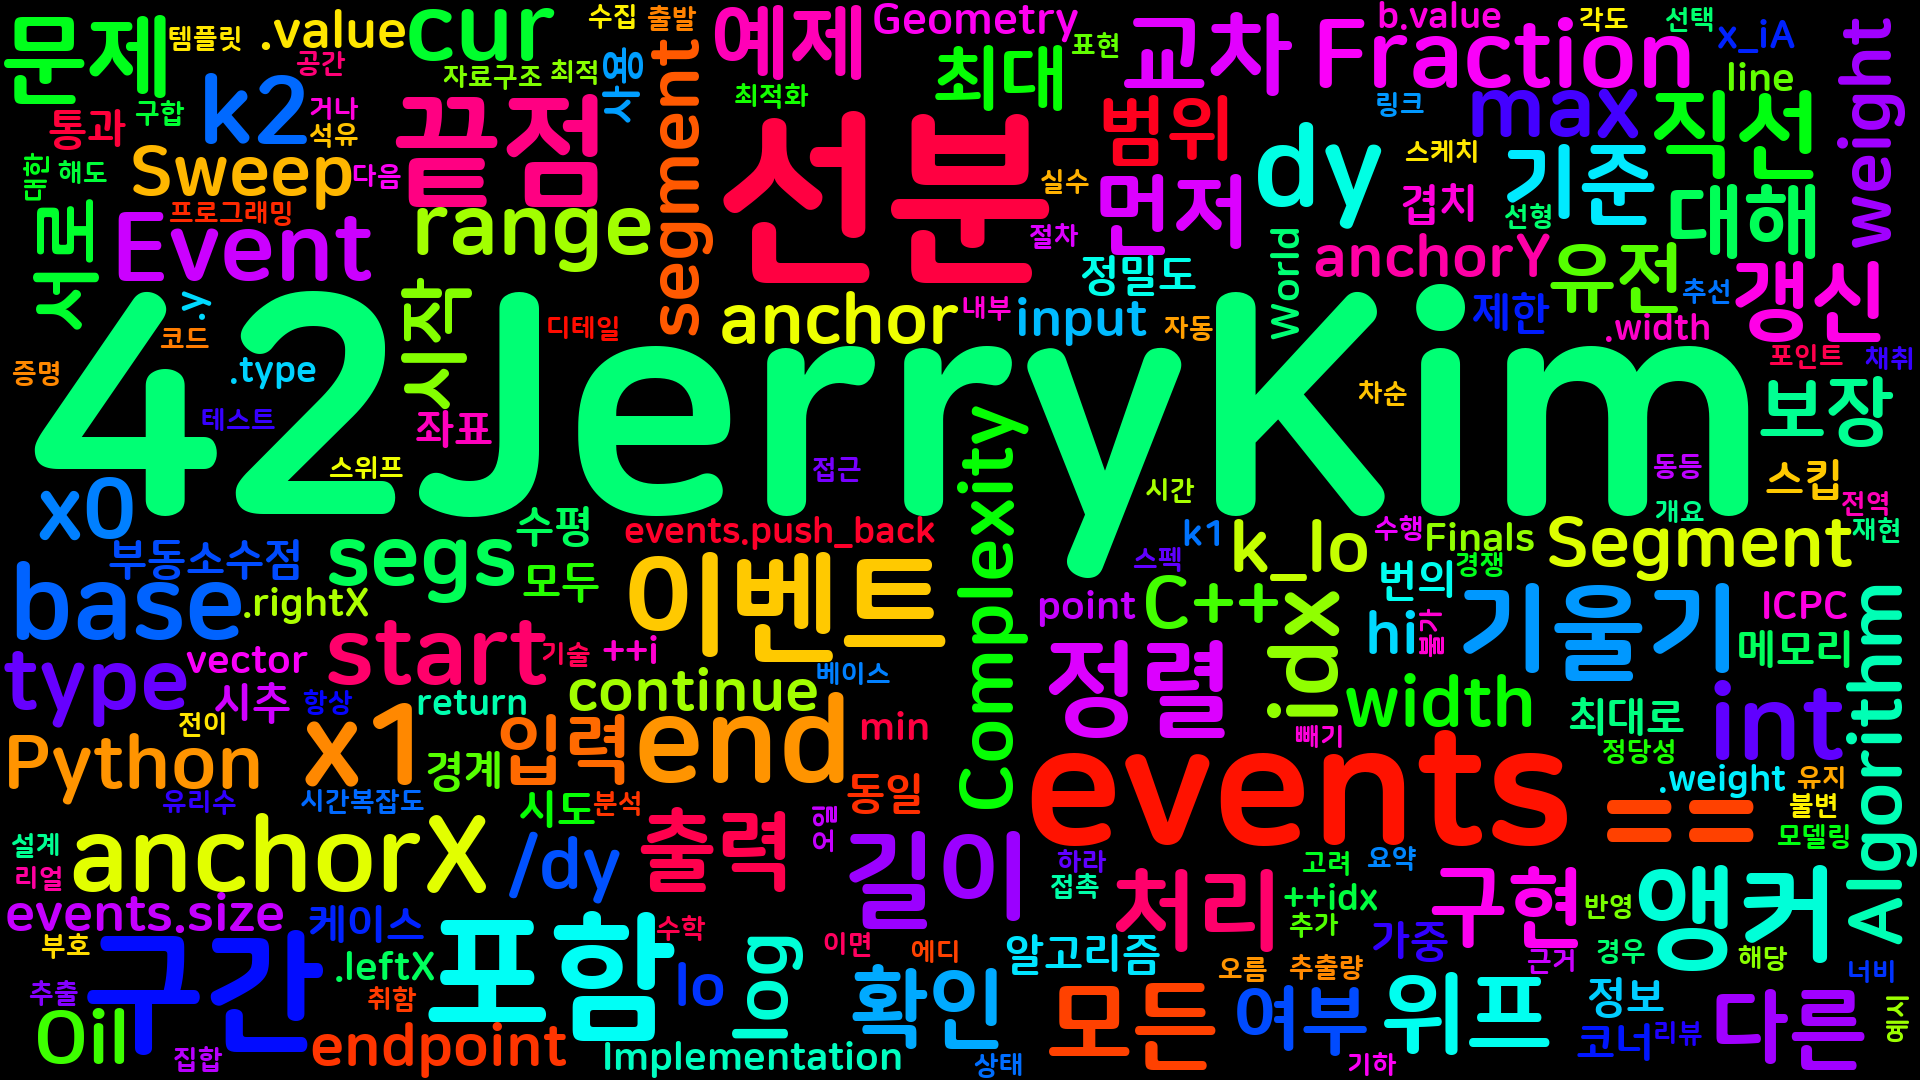 문제
템플릿
.value
cur
수집
출발
segment
예제
Geometry
최대
표현
교차
b.value
Fraction
각도
선택
x_iA
line
weight
구합
통과
k2
공간
거나
석유
자료구조
최적
사용
최적화
끝점
선분
범위
dy
링크
max
직선
대힌
해도
Sweep
다음
프로그래밍
실수
먼저
스케치
겹치
기준
선형
대해
서로
Event
range
절차
정밀도
World
anchorY
유전
추선
갱신
.y
코드
시작
디테일
anchor
내부
input
자동
제한
.width
포인트
채취
증명
.type
42JerryKim
테스트
좌표
스위프
접근
Complexity
차순
보장
동등
스킵
전역
x0
부동소수점
segs
수평
모두
events.push_back
시간
k1
스펙
k_lo
수행
Finals
경쟁
개요
Segment
재현
base
.rightX
이벤트
point
C++
idx
번의
hi
불가
기울기
ICPC
메모리
Algorithm
type
vector
시추
항상
start
기술
++i
return
continue
베이스
정렬
width
최대로
int
전이
Python
유리수
x1
시간복잡도
경계
입력
시도
분석
end
min
동일
events
빼기
정당성
.weight
유지
불변
==
모델링
설계
리얼
anchorX
/dy
출력
오일
길이
하라
접촉
처리
고려
요약
++idx
추가
구현
반영
앵커
events.size
케이스
부호
구간
.leftX
취함
포함
수학
lo
log
이면
에디
확인
알고리즘
오름
추출량
가중
근거
경우
해당
너비
추출
Oil
집합
endpoint
Implementation
상태
모든
여부
기하
위프
정보
코너
리뷰
다른
예시